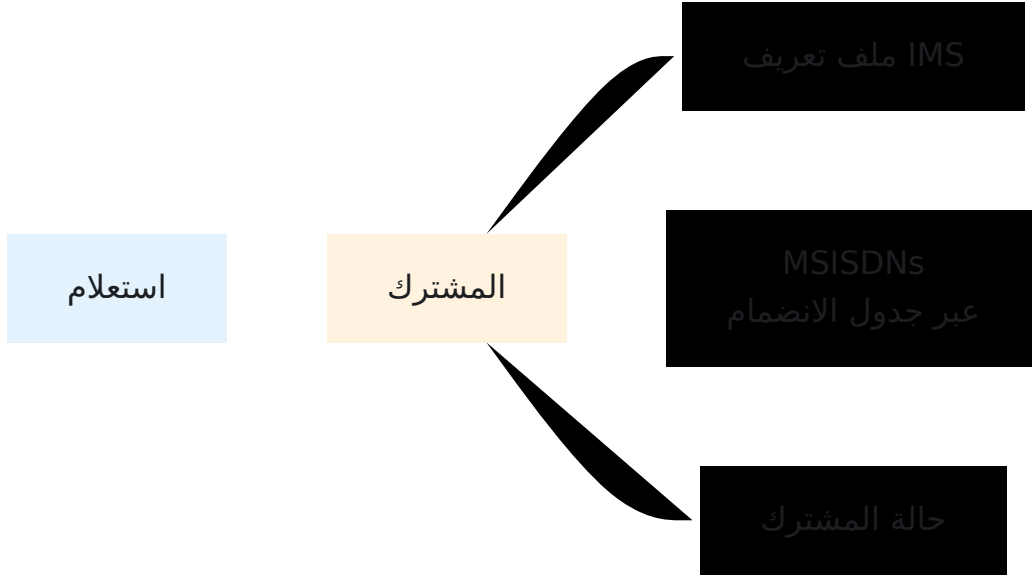 ملف تعريف IMS
استعلام
المشترك
MSISDNs
عبر جدول الانضمام
حالة المشترك